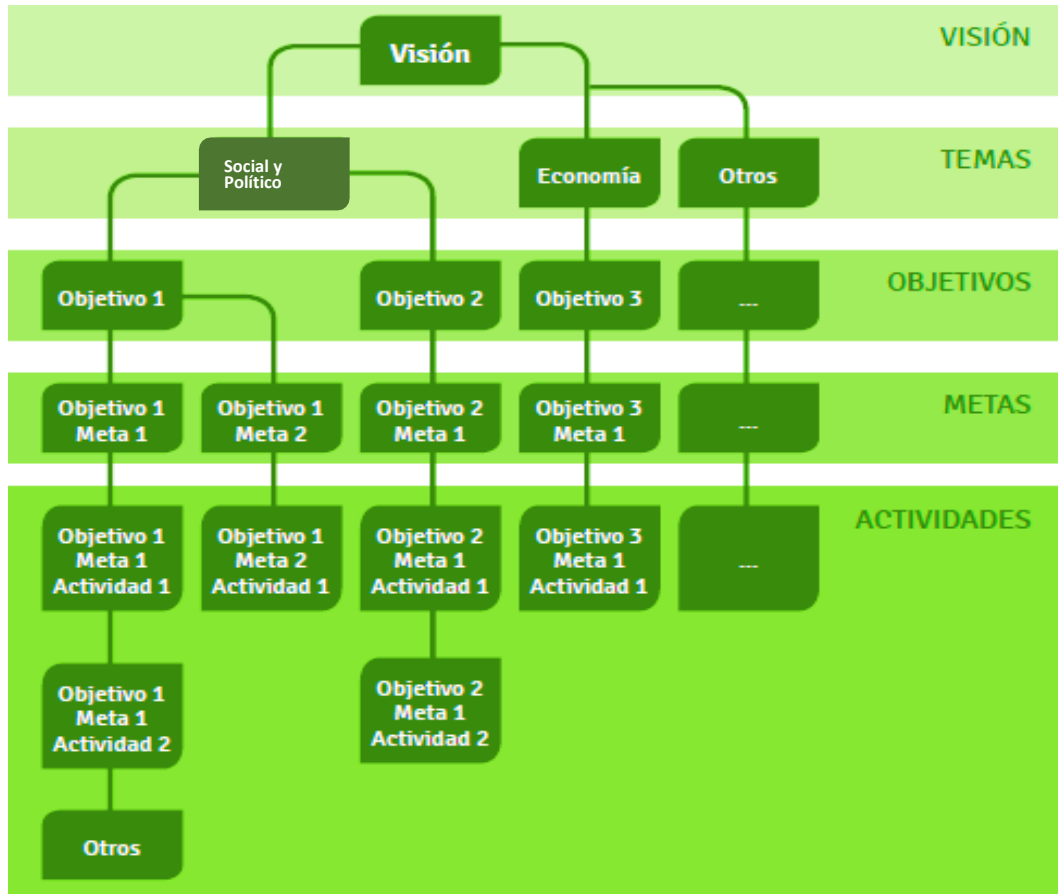 Visión
VISIÓN
Social y
Político
Economía
Otros
TEMAS
Objetivo 1
Objetivo 2
Objetivo 3
---
OBJETIVOS
Objetivo 1
Meta 1
Objetivo 1
Meta 2
Objetivo 2
Meta 1
Objetivo 3
Meta 1
---
METAS
Objetivo 1
Meta 1
Actividad 1
Objetivo 1
Meta 2
Actividad 1
Objetivo 2
Meta 1
Actividad 1
Objetivo 3
Meta 1
Actividad 1
---
ACTIVIDADES
Objetivo 1
Meta 1
Actividad 2
Objetivo 2
Meta 1
Actividad 2
Otros